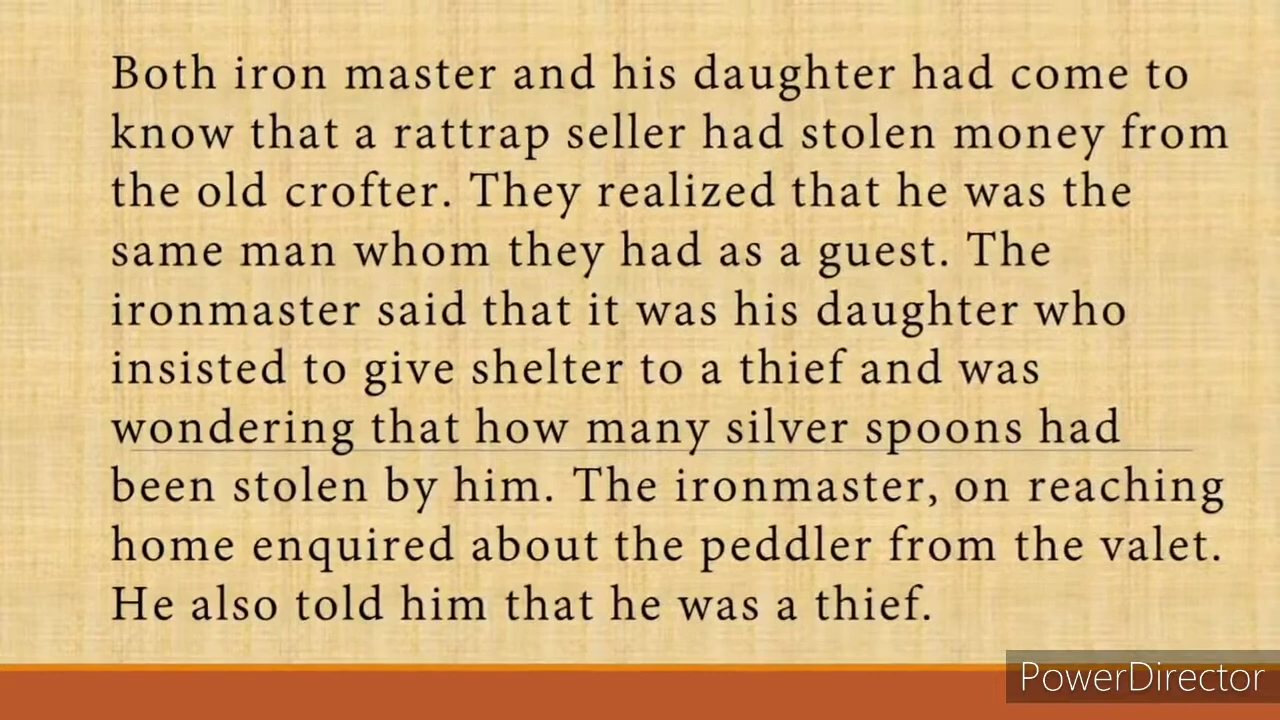 Both iron master and his daughter had come to
know that a rattrap seller had stolen money from
the old crofter. They realized that he was the
same man whom they had as a guest. The
ironmaster said that it was his daughter who
insisted to give shelter to a thief and was
wondering that how many silver spoons had
been stolen by him. The ironmaster, on reaching
home enquired about the peddler from the valet.
He also told him that he was a thief.
PowerDirector